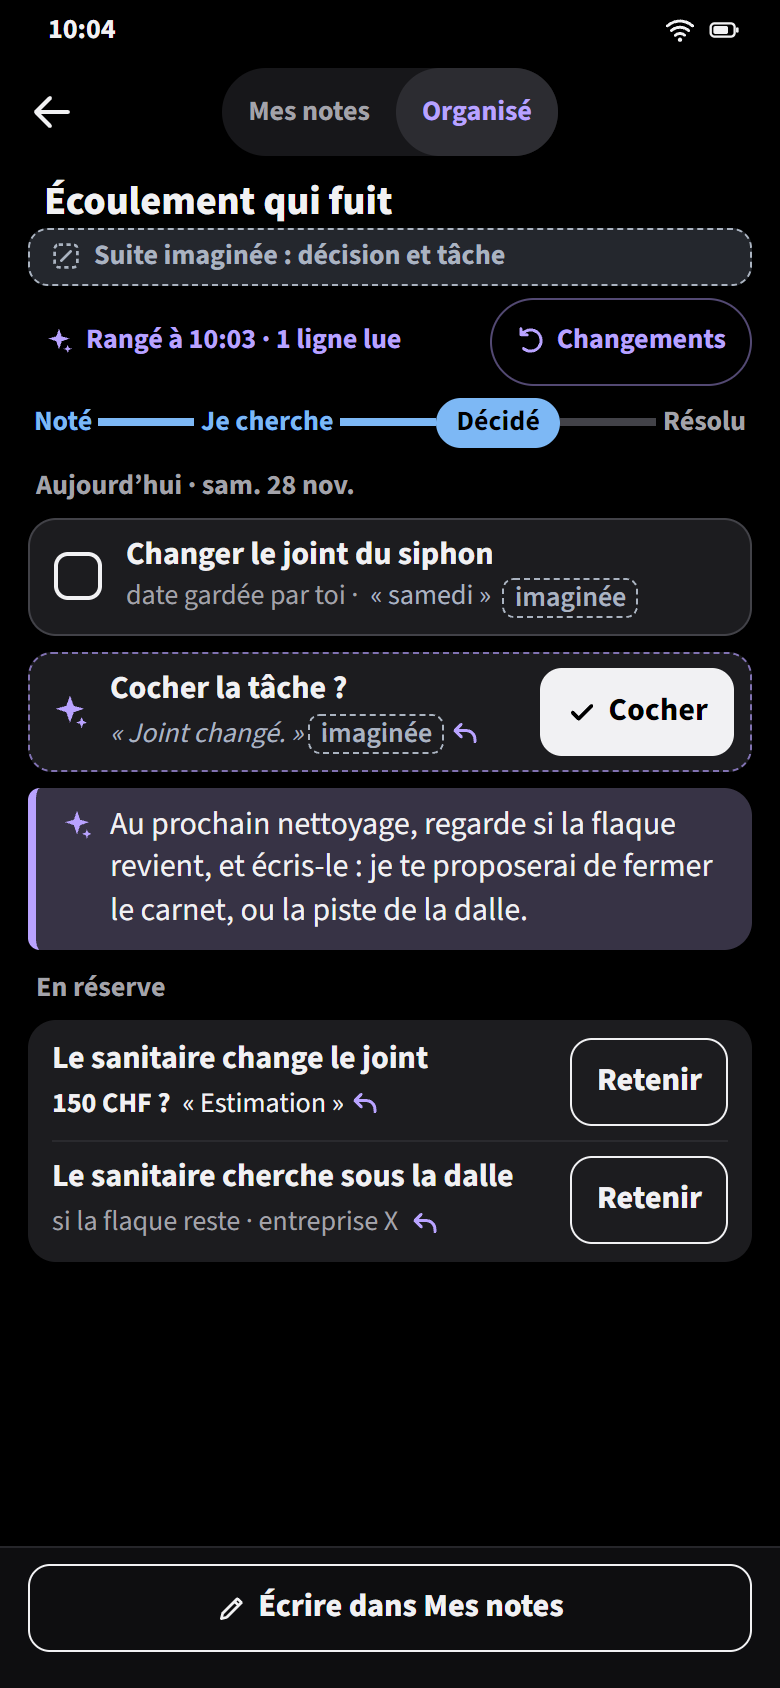 10:04
Mes notes
Organisé
Écoulement qui fuit
Suite imaginée : décision et tâche
Rangé à 10:03 · 1 ligne lue
Changements
Noté
Je cherche
Décidé
Résolu
Aujourd’hui · sam. 28 nov.
Changer le joint du siphon
date gardée par toi · « samedi » imaginée
Cocher la tâche ?
« Joint changé. » imaginée
Cocher
Au prochain nettoyage, regarde si la flaque
revient, et écris-le : je te proposerai de fermer
le carnet, ou la piste de la dalle.
En réserve
Le sanitaire change le joint
150 CHF ? « Estimation »
Retenir
Le sanitaire cherche sous la dalle
si la flaque reste · entreprise X
Retenir
Écrire dans Mes notes